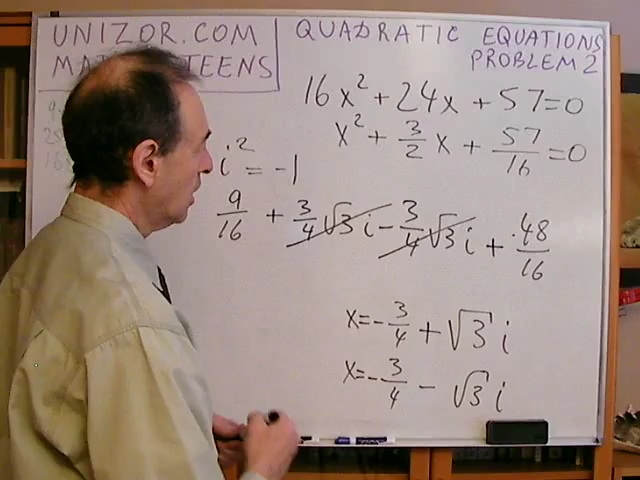 UNIZOR.COM
MAT TEENS
QUADRATIC EQUATIONS
PROBLEM 2
16x² + 24x + 57 = 0
x² + 3/2 x + 57/16 = 0
i² = -1
9/16 + 3/4 √3 i - 3/4 √3 i + 48/16
x = - 3/4 + √3 i
x = - 3/4 - √3 i